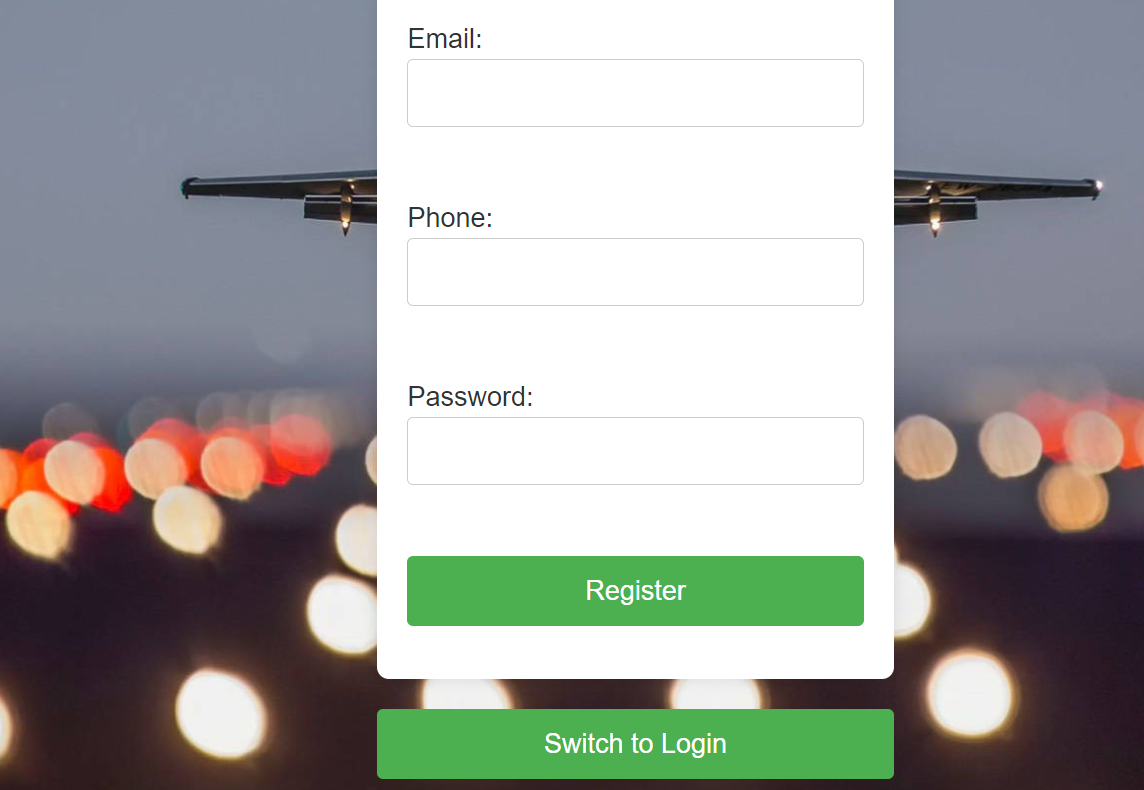 Email:
Phone:
Password:
Register
Switch to Login